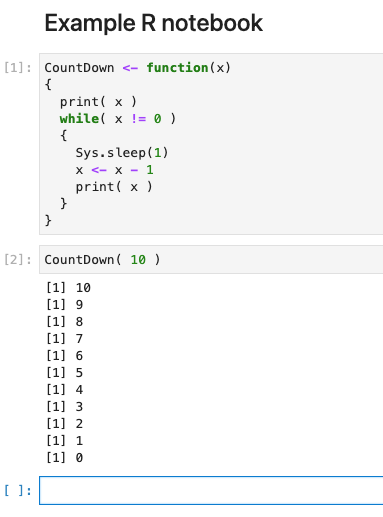 Example R notebook
[1]: CountDown <- function(x)
{
  print( x )
  while( x != 0 )
  {
    Sys.sleep(1)
    x <- x - 1
    print( x )
  }
}
[2]: CountDown( 10 )
[1] 10
[1] 9
[1] 8
[1] 7
[1] 6
[1] 5
[1] 4
[1] 3
[1] 2
[1] 1
[1] 0
[ ]: